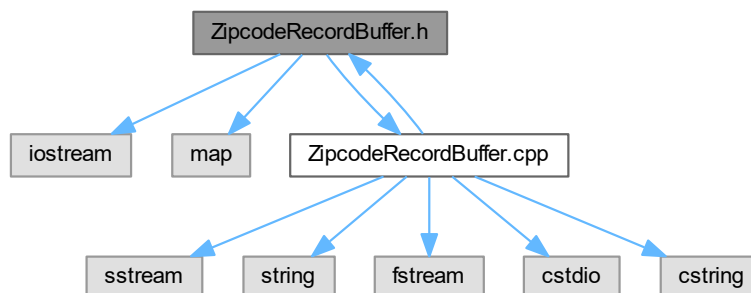 ZipcodeRecordBuffer.h
iostream
map
ZipcodeRecordBuffer.cpp
sstream
string
fstream
cstdio
cstring